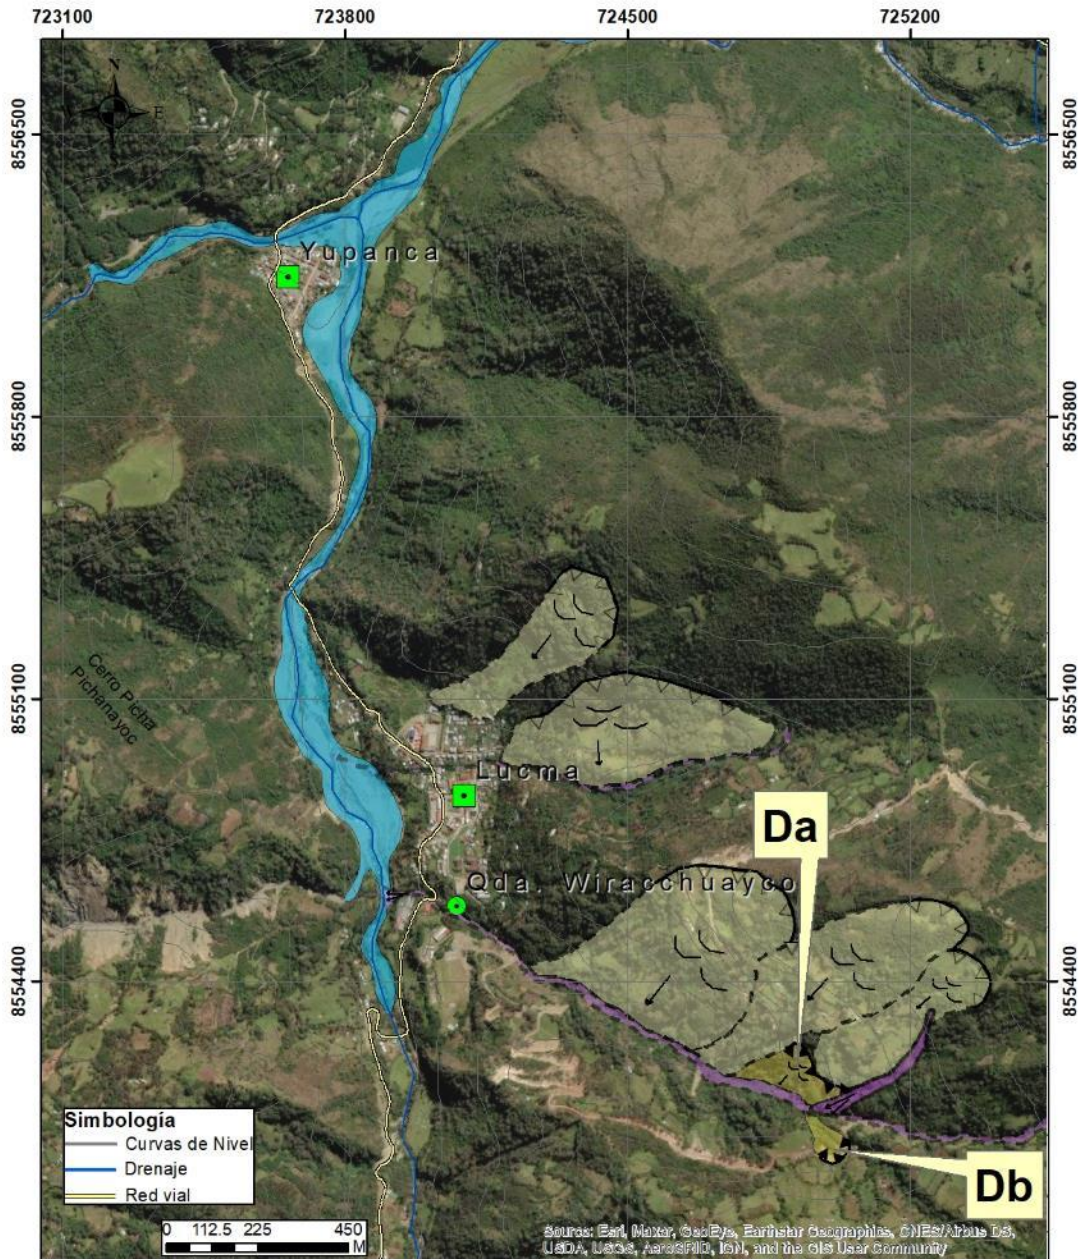 723100 723800 724500 725200
N
E
8556500 8556500
Yupanca
8555800 8555800
Cerro Picha
Pichanayoc
8555100 8555100
Lucma
Da
Qda. Wiracchuayco
8554400 8554400
Simbología
Curvas de Nivel
Drenaje
Red vial
Db
0 112.5 225 450
M
Source: Esri, Maxar, GeoEye, Earthstar Geographics, CNES/Airbus DS,
USDA, USGS, AeroGRID, IGN, and the GIS User Community